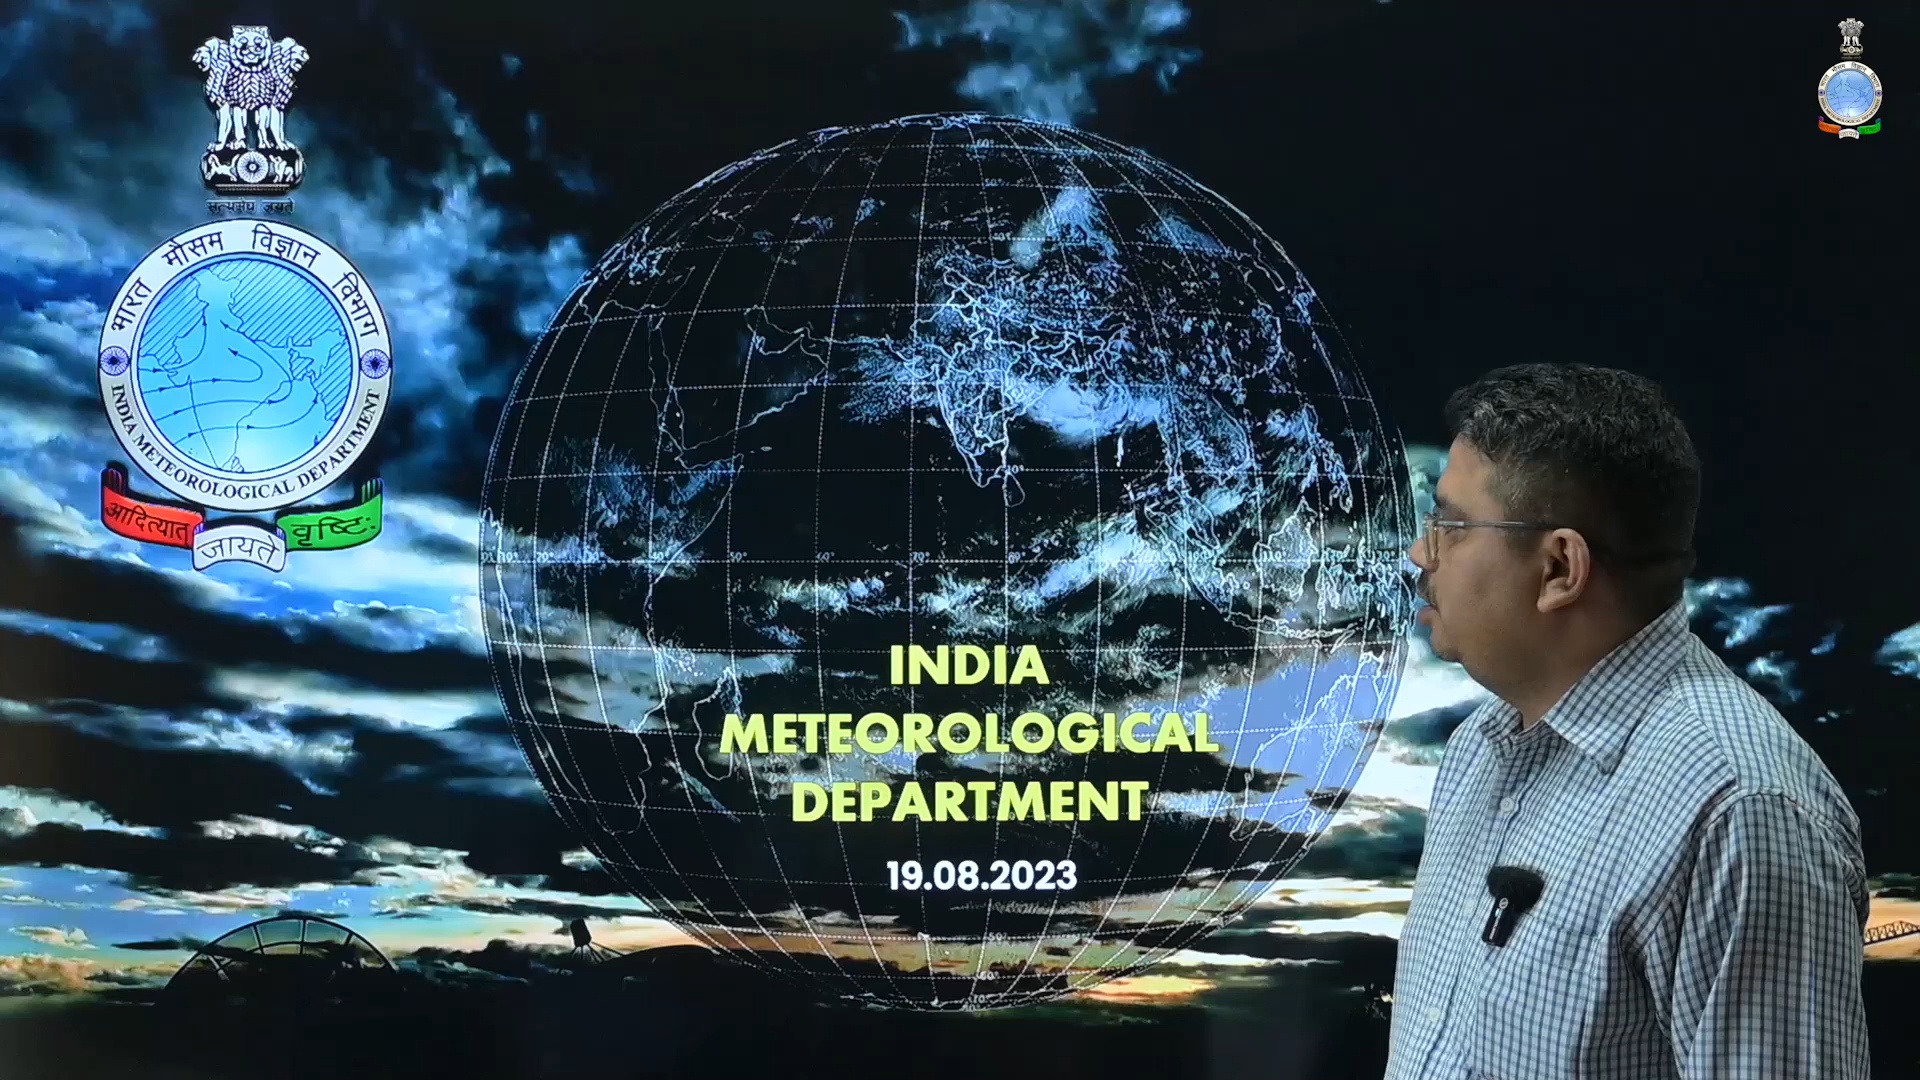 सत्यमेव जयते
भारत मौसम विज्ञान विभाग
INDIA METEOROLOGICAL DEPARTMENT
आदित्यात्
जायते
वृष्टि:
INDIA
METEOROLOGICAL
DEPARTMENT
19.08.2023